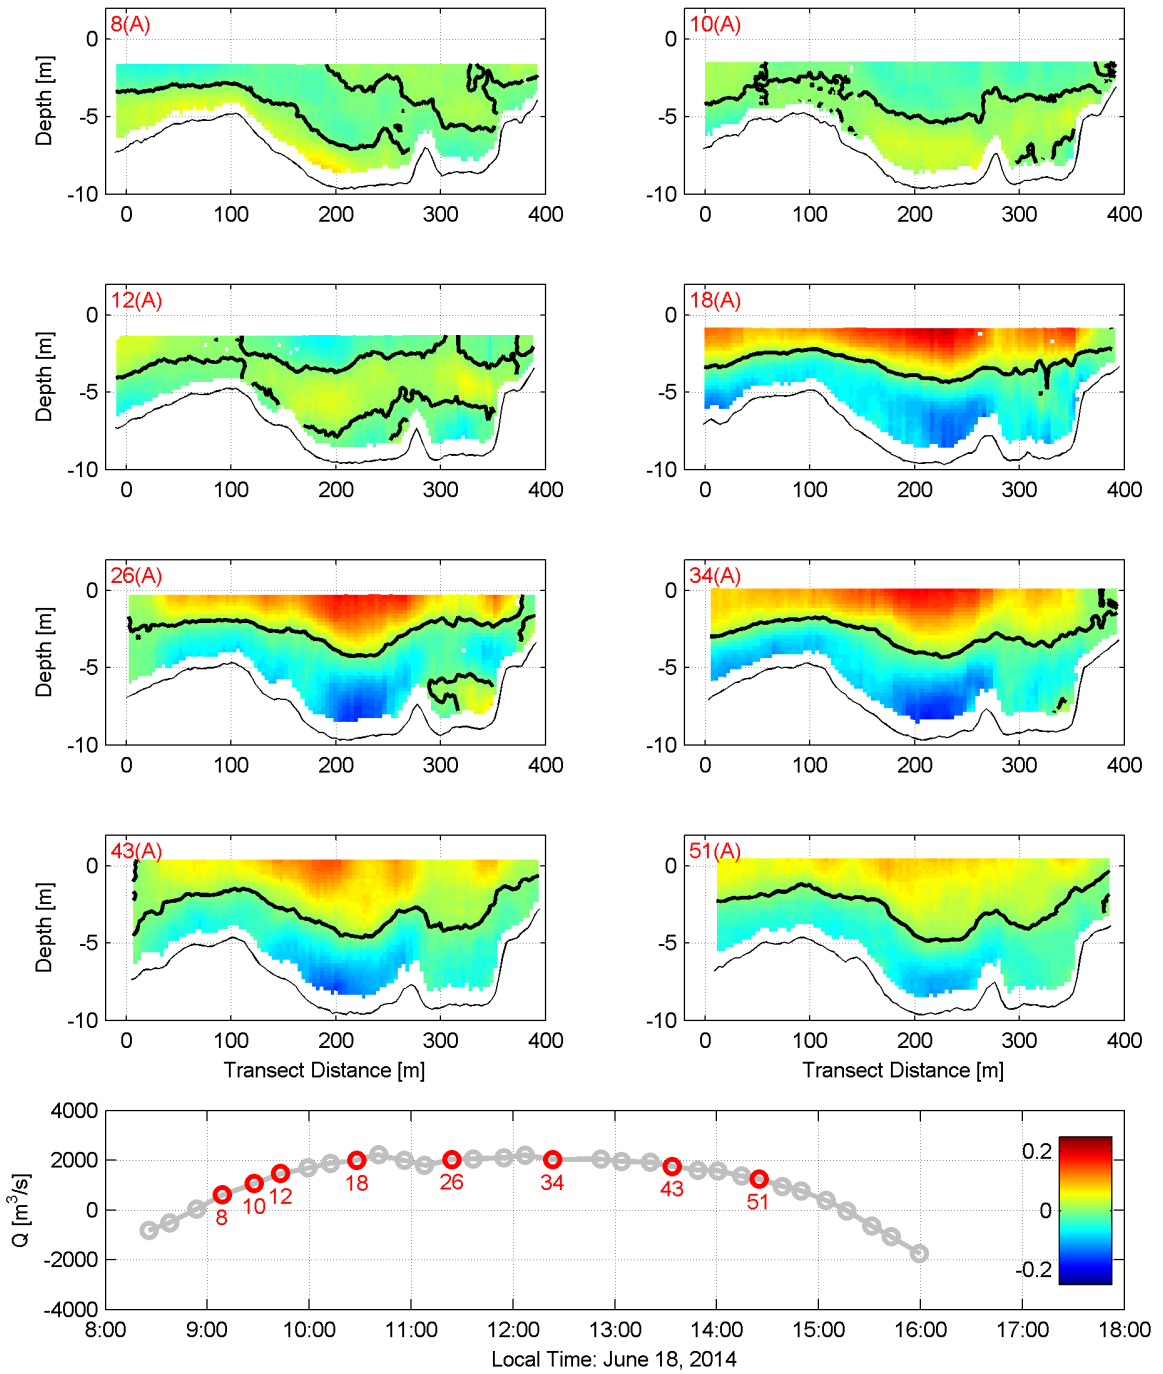 8(A)
10(A)
0
-5
-10
Depth [m]
0
-5
-10
0 100 200 300 400
0 100 200 300 400
12(A)
18(A)
0
-5
-10
Depth [m]
0
-5
-10
0 100 200 300 400
0 100 200 300 400
26(A)
34(A)
0
-5
-10
Depth [m]
0
-5
-10
0 100 200 300 400
0 100 200 300 400
43(A)
51(A)
0
-5
-10
Depth [m]
0
-5
-10
0 100 200 300 400
0 100 200 300 400
Transect Distance [m]
Transect Distance [m]
4000
2000
0
-2000
-4000
Q [m³/s]
8
10
12
18
26
34
43
51
0.2
0
-0.2
8:00 9:00 10:00 11:00 12:00 13:00 14:00 15:00 16:00 17:00 18:00
Local Time: June 18, 2014